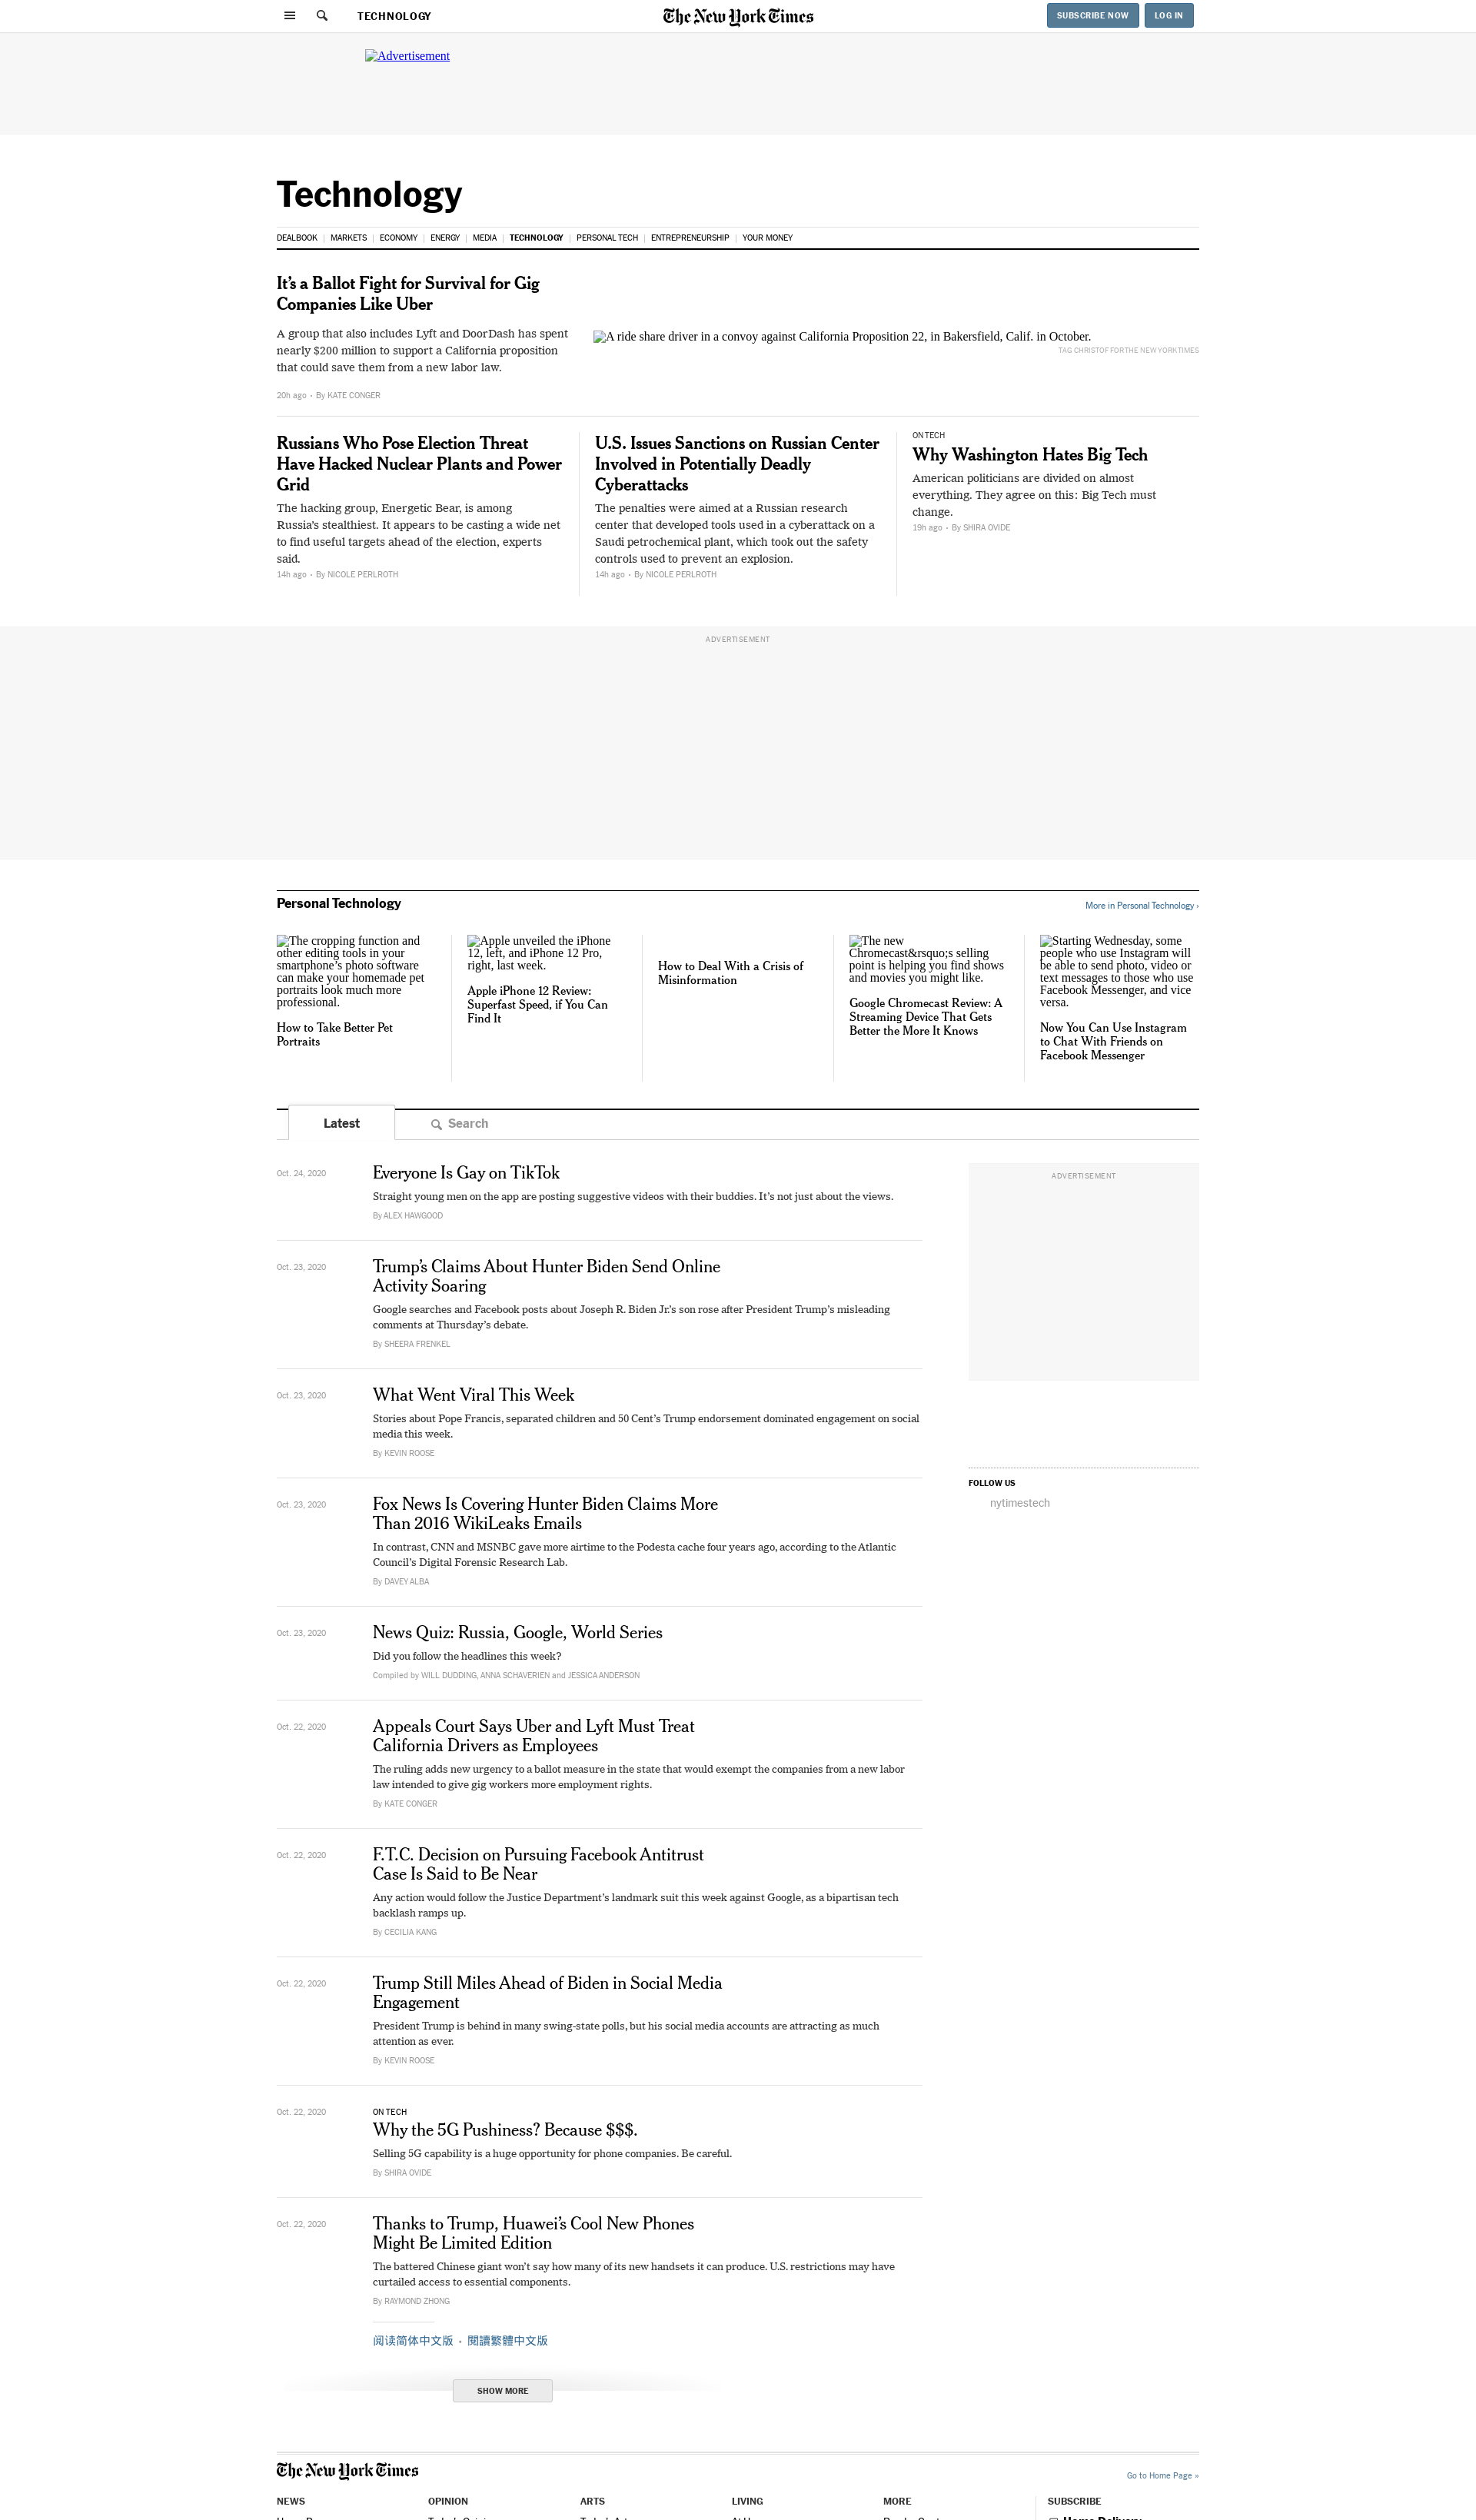 TECHNOLOGY
The New York Times
SUBSCRIBE NOW
LOG IN
Advertisement
Technology
DEALBOOK | MARKETS | ECONOMY | ENERGY | MEDIA | TECHNOLOGY | PERSONAL TECH | ENTREPRENEURSHIP | YOUR MONEY
It’s a Ballot Fight for Survival for Gig
Companies Like Uber
A group that also includes Lyft and DoorDash has spent
nearly $200 million to support a California proposition
that could save them from a new labor law.
20h ago • By KATE CONGER
A ride share driver in a convoy against California Proposition 22, in Bakersfield, Calif. in October.
TAG CHRISTOF FOR THE NEW YORK TIMES
Russians Who Pose Election Threat
Have Hacked Nuclear Plants and Power
Grid
The hacking group, Energetic Bear, is among
Russia’s stealthiest. It appears to be casting a wide net
to find useful targets ahead of the election, experts
said.
14h ago • By NICOLE PERLROTH
U.S. Issues Sanctions on Russian Center
Involved in Potentially Deadly
Cyberattacks
The penalties were aimed at a Russian research
center that developed tools used in a cyberattack on a
Saudi petrochemical plant, which took out the safety
controls used to prevent an explosion.
14h ago • By NICOLE PERLROTH
ON TECH
Why Washington Hates Big Tech
American politicians are divided on almost
everything. They agree on this: Big Tech must
change.
19h ago • By SHIRA OVIDE
ADVERTISEMENT
Personal Technology
More in Personal Technology ›
The cropping function and
other editing tools in your
smartphone’s photo software
can make your homemade pet
portraits look much more
professional.
How to Take Better Pet
Portraits
Apple unveiled the iPhone
12, left, and iPhone 12 Pro,
right, last week.
Apple iPhone 12 Review:
Superfast Speed, if You Can
Find It
How to Deal With a Crisis of
Misinformation
The new
Chromecast&rsquo;s selling
point is helping you find shows
and movies you might like.
Google Chromecast Review: A
Streaming Device That Gets
Better the More It Knows
Starting Wednesday, some
people who use Instagram will
be able to send photo, video or
text messages to those who use
Facebook Messenger, and vice
versa.
Now You Can Use Instagram
to Chat With Friends on
Facebook Messenger
Latest
Search
Oct. 24, 2020
Everyone Is Gay on TikTok
Straight young men on the app are posting suggestive videos with their buddies. It’s not just about the views.
By ALEX HAWGOOD
ADVERTISEMENT
Oct. 23, 2020
Trump’s Claims About Hunter Biden Send Online
Activity Soaring
Google searches and Facebook posts about Joseph R. Biden Jr.’s son rose after President Trump’s misleading
comments at Thursday’s debate.
By SHEERA FRENKEL
Oct. 23, 2020
What Went Viral This Week
Stories about Pope Francis, separated children and 50 Cent’s Trump endorsement dominated engagement on social
media this week.
By KEVIN ROOSE
FOLLOW US
nytimestech
Oct. 23, 2020
Fox News Is Covering Hunter Biden Claims More
Than 2016 WikiLeaks Emails
In contrast, CNN and MSNBC gave more airtime to the Podesta cache four years ago, according to the Atlantic
Council’s Digital Forensic Research Lab.
By DAVEY ALBA
Oct. 23, 2020
News Quiz: Russia, Google, World Series
Did you follow the headlines this week?
Compiled by WILL DUDDING, ANNA SCHAVERIEN and JESSICA ANDERSON
Oct. 22, 2020
Appeals Court Says Uber and Lyft Must Treat
California Drivers as Employees
The ruling adds new urgency to a ballot measure in the state that would exempt the companies from a new labor
law intended to give gig workers more employment rights.
By KATE CONGER
Oct. 22, 2020
F.T.C. Decision on Pursuing Facebook Antitrust
Case Is Said to Be Near
Any action would follow the Justice Department’s landmark suit this week against Google, as a bipartisan tech
backlash ramps up.
By CECILIA KANG
Oct. 22, 2020
Trump Still Miles Ahead of Biden in Social Media
Engagement
President Trump is behind in many swing-state polls, but his social media accounts are attracting as much
attention as ever.
By KEVIN ROOSE
Oct. 22, 2020
ON TECH
Why the 5G Pushiness? Because $$$.
Selling 5G capability is a huge opportunity for phone companies. Be careful.
By SHIRA OVIDE
Oct. 22, 2020
Thanks to Trump, Huawei’s Cool New Phones
Might Be Limited Edition
The battered Chinese giant won’t say how many of its new handsets it can produce. U.S. restrictions may have
curtailed access to essential components.
By RAYMOND ZHONG
阅读简体中文版 • 閱讀繁體中文版
SHOW MORE
The New York Times
Go to Home Page »
NEWS
OPINION
ARTS
LIVING
MORE
SUBSCRIBE